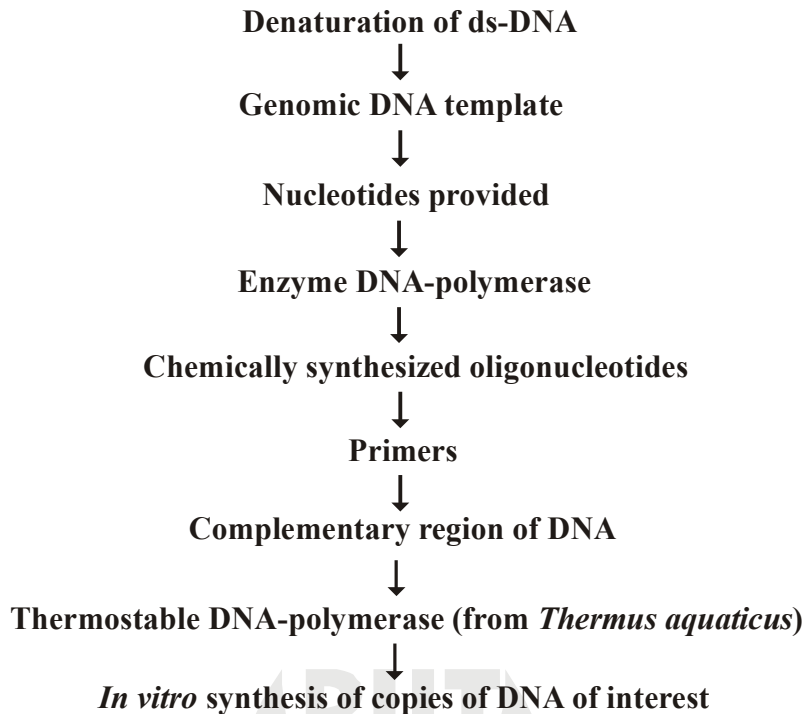 Denaturation of ds-DNA
Genomic DNA template
Nucleotides provided
Enzyme DNA-polymerase
Chemically synthesized oligonucleotides
Primers
Complementary region of DNA
Thermostable DNA-polymerase (from Thermus aquaticus)
In vitro synthesis of copies of DNA of interest